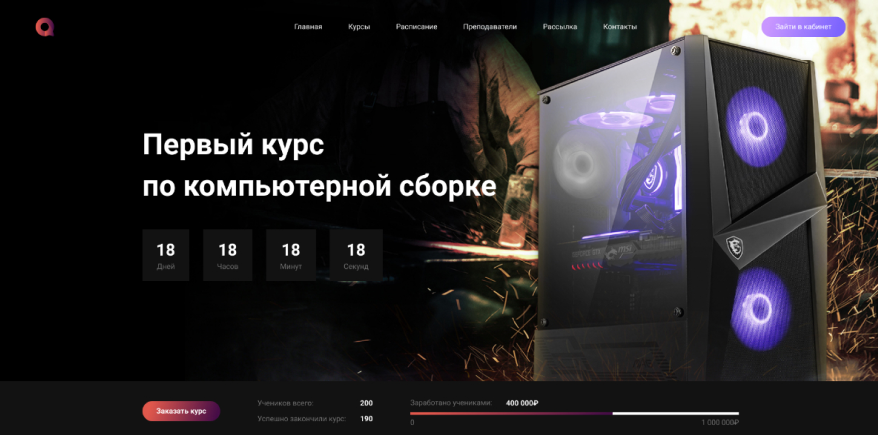 Главная Курсы Расписание Преподаватели Рассылка Контакты Зайти в кабинет
Первый курс
по компьютерной сборке
18 18 18 18
Дней Часов Минут Секунд
Заказать курс
Учеников всего: 200
Успешно закончили курс: 190
Заработано учениками: 400 000₽
0 1 000 000₽